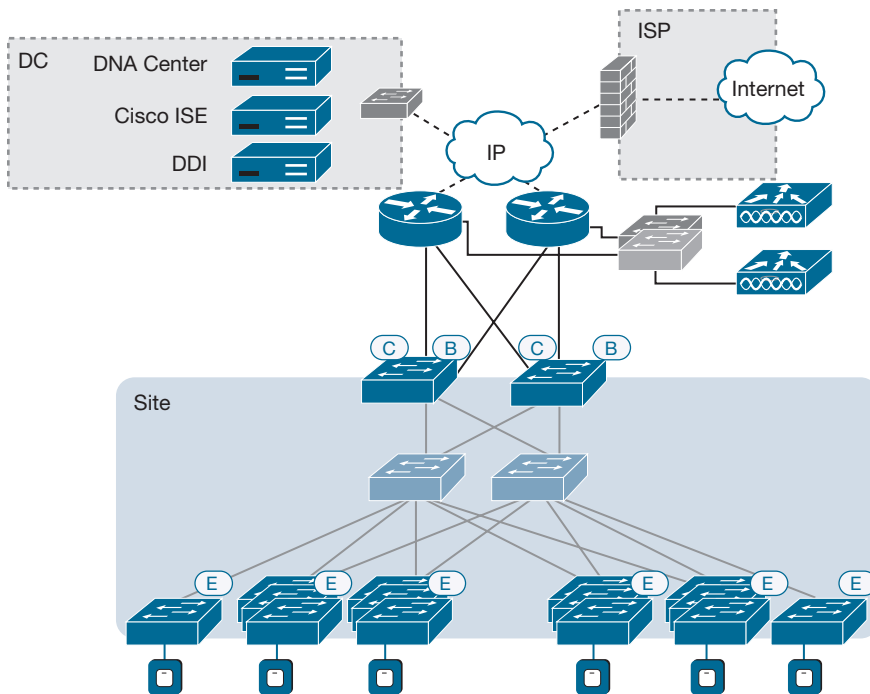 DC
DNA Center
Cisco ISE
DDI
ISP
Internet
IP
C B C B
Site
E E E E E E